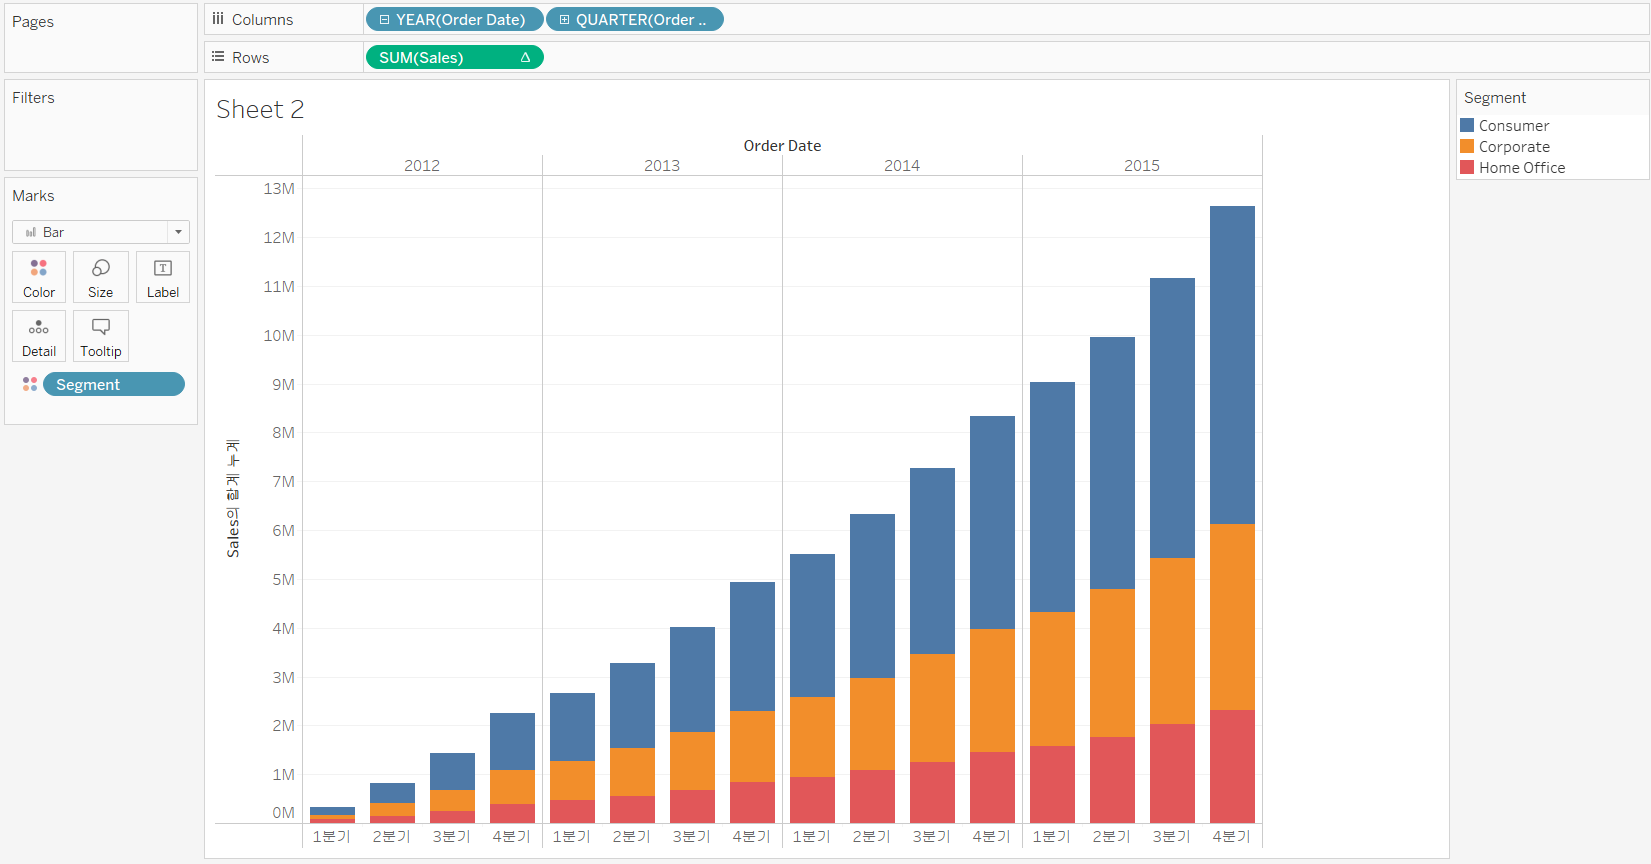 Pages
Columns
YEAR(Order Date)
QUARTER(Order ..
Rows
SUM(Sales)
Filters
Marks
Bar
Color
Size
Label
Detail
Tooltip
Segment
Sheet 2
Order Date
2012
2013
2014
2015
13M
12M
11M
10M
9M
8M
7M
6M
5M
4M
3M
2M
1M
0M
Sales의 합계 누계
1분기 2분기 3분기 4분기 1분기 2분기 3분기 4분기 1분기 2분기 3분기 4분기 1분기 2분기 3분기 4분기
Segment
Consumer
Corporate
Home Office